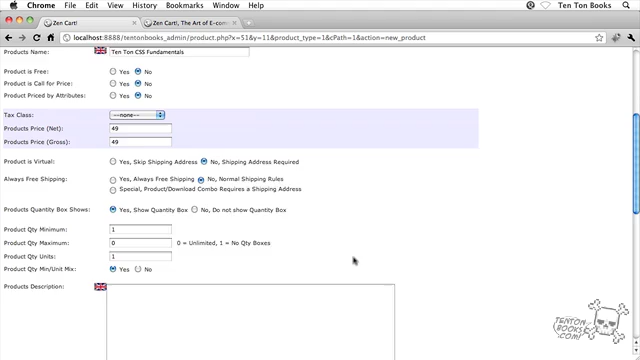 Chrome File Edit View History Bookmarks Window Help Ten Ton Books
Zen Cart! Zen Cart!, The Art of E-com
localhost:8888/tentonbooks_admin/product.php?x=51&y=11&product_type=1&cPath=1&action=new_product
Products Name: Ten Ton CSS Fundamentals
Product is Free: Yes No
Product is Call for Price: Yes No
Product Priced by Attributes: Yes No
Tax Class: --none--
Products Price (Net): 49
Products Price (Gross): 49
Product is Virtual: Yes, Skip Shipping Address No, Shipping Address Required
Always Free Shipping: Yes, Always Free Shipping No, Normal Shipping Rules
Special, Product/Download Combo Requires a Shipping Address
Products Quantity Box Shows: Yes, Show Quantity Box No, Do not show Quantity Box
Product Qty Minimum: 1
Product Qty Maximum: 0 0 = Unlimited, 1 = No Qty Boxes
Product Qty Units: 1
Product Qty Min/Unit Mix: Yes No
Products Description:
TENTON
BOOKS
.COM!